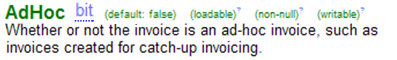 AdHoc bit (default: false) (loadable)? (non-null)? (writable)?
Whether or not the invoice is an ad-hoc invoice, such as
invoices created for catch-up invoicing.